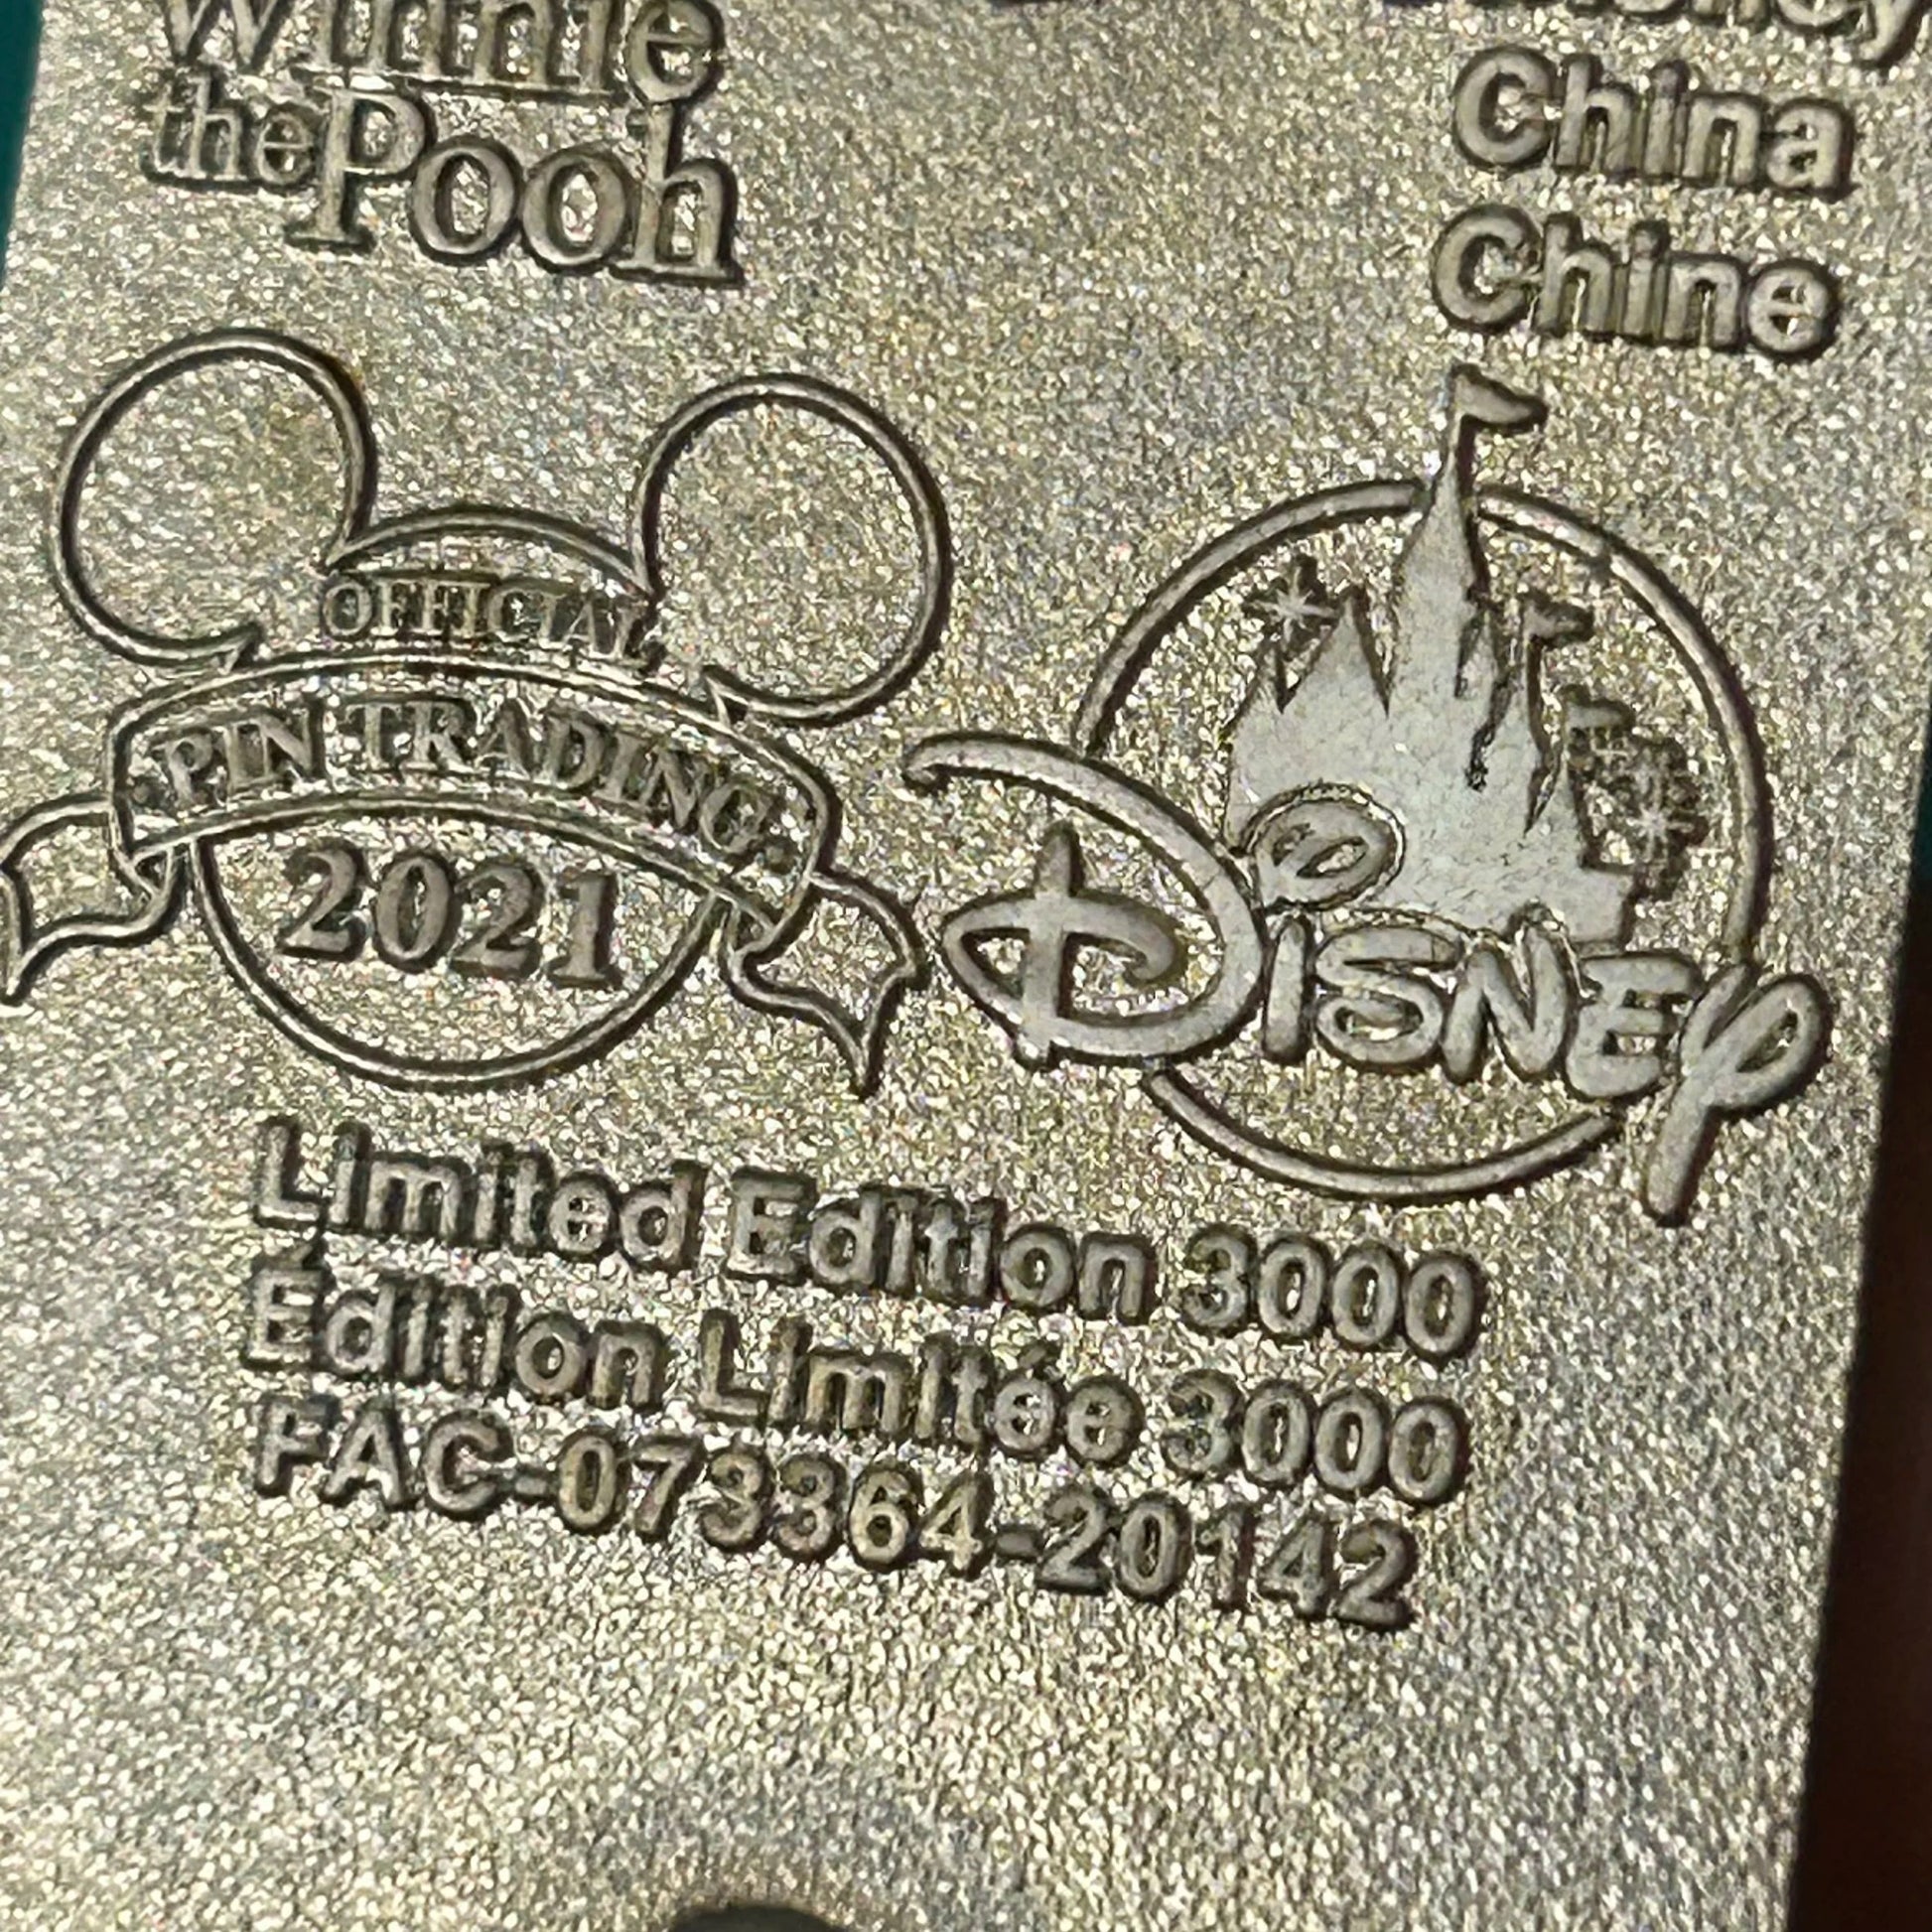 Winnie
the Pooh
Disney
China
Chine
OFFICIAL
PIN TRADING
2021
Disney
Limited Edition 3000
Édition Limitée 3000
FAC-073364-20142